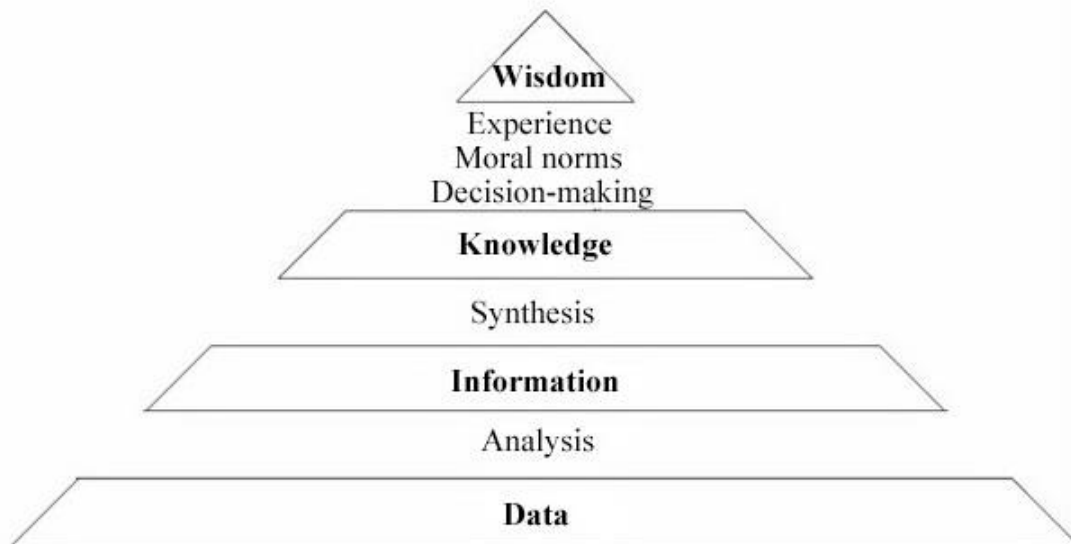 Wisdom
Experience
Moral norms
Decision-making
Knowledge
Synthesis
Information
Analysis
Data